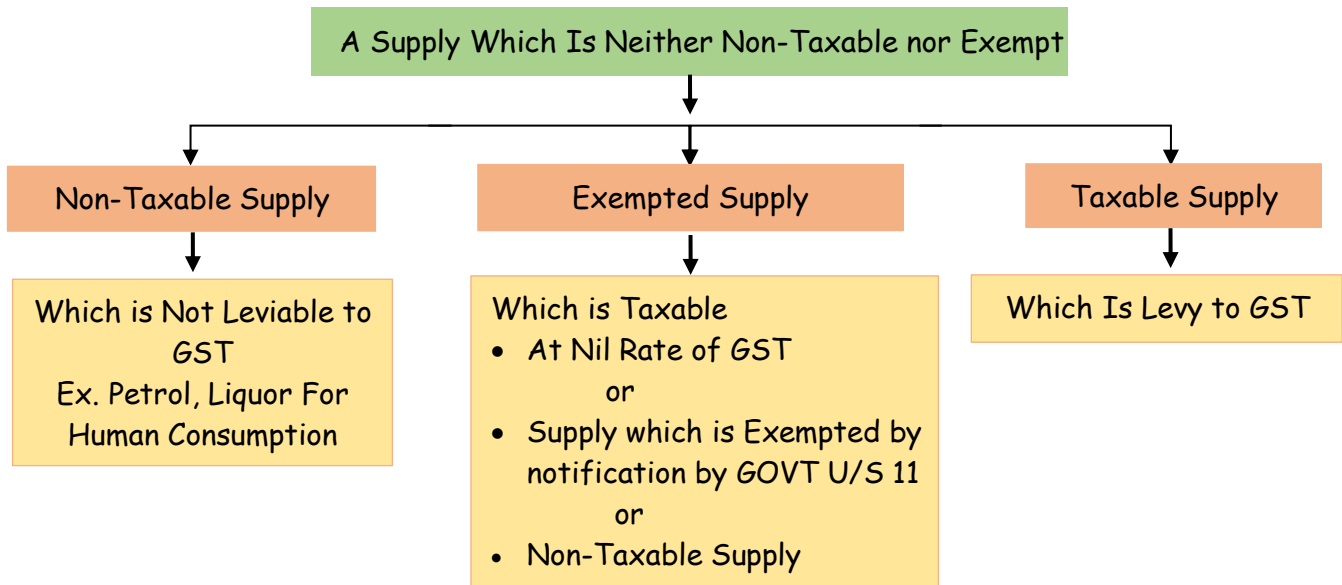 A Supply Which Is Neither Non-Taxable nor Exempt
Non-Taxable Supply
Exempted Supply
Taxable Supply
Which is Not Leviable to
GST
Ex. Petrol, Liquor For
Human Consumption
Which is Taxable
• At Nil Rate of GST
or
• Supply which is Exempted by
notification by GOVT U/S 11
or
• Non-Taxable Supply
Which Is Levy to GST